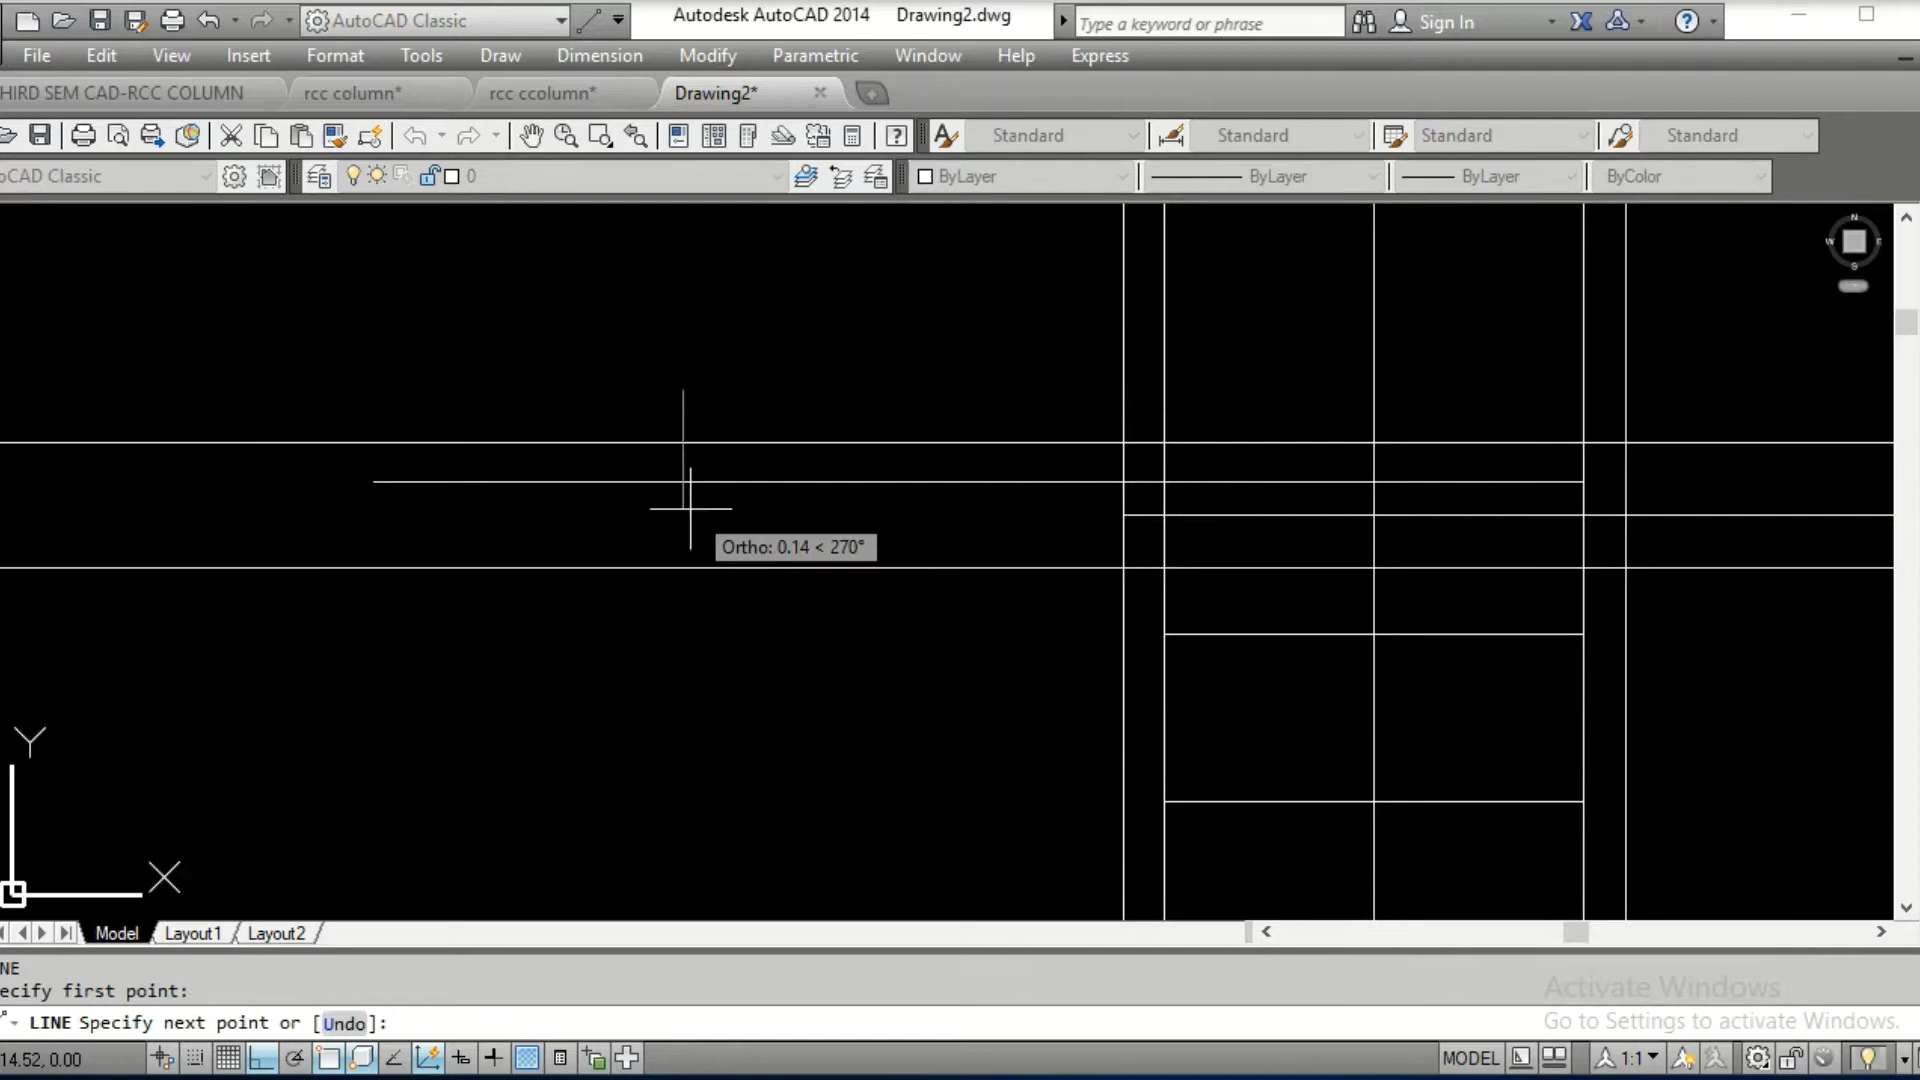 AutoCAD Classic
Autodesk AutoCAD 2014 Drawing2.dwg
Type a keyword or phrase
Sign In
File Edit View Insert Format Tools Draw Dimension Modify Parametric Window Help Express
HIRD SEM CAD-RCC COLUMN rcc column* rcc ccolumn* Drawing2*
Standard Standard Standard Standard
oCAD Classic 0 ByLayer ByLayer ByLayer ByColor
N
W
S
Ortho: 0.14 < 270°
Y
X
Model Layout1 Layout2
NE
ecify first point:
LINE Specify next point or [Undo]:
Activate Windows
Go to Settings to activate Windows.
14.52, 0.00 MODEL 1:1